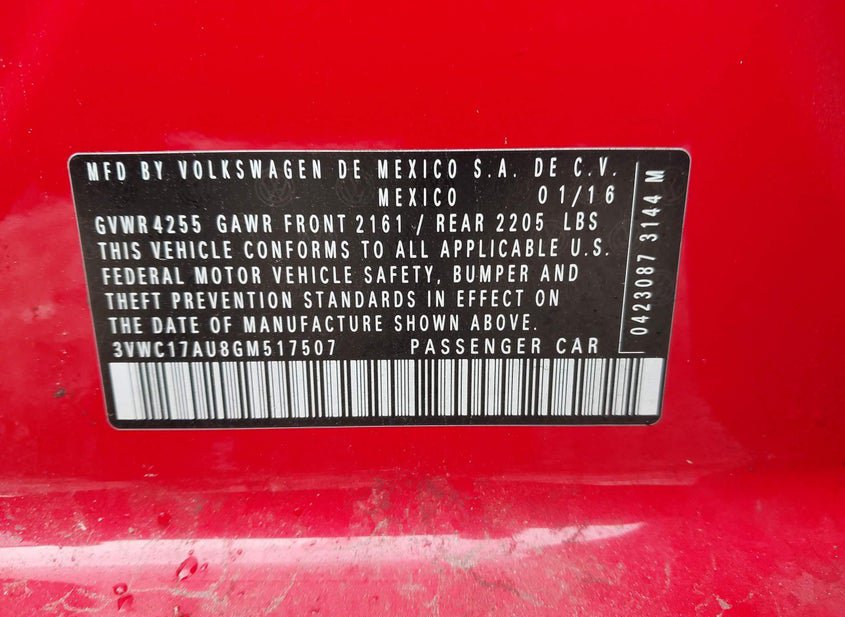 MFD BY VOLKSWAGEN DE MEXICO S.A. DE C.V.
MEXICO 01/16
GVWR 4255 GAWR FRONT 2161 / REAR 2205 LBS
THIS VEHICLE CONFORMS TO ALL APPLICABLE U.S.
FEDERAL MOTOR VEHICLE SAFETY, BUMPER AND
THEFT PREVENTION STANDARDS IN EFFECT ON
THE DATE OF MANUFACTURE SHOWN ABOVE.
3VWC17AU8GM517507 PASSENGER CAR
0423087 3144 M